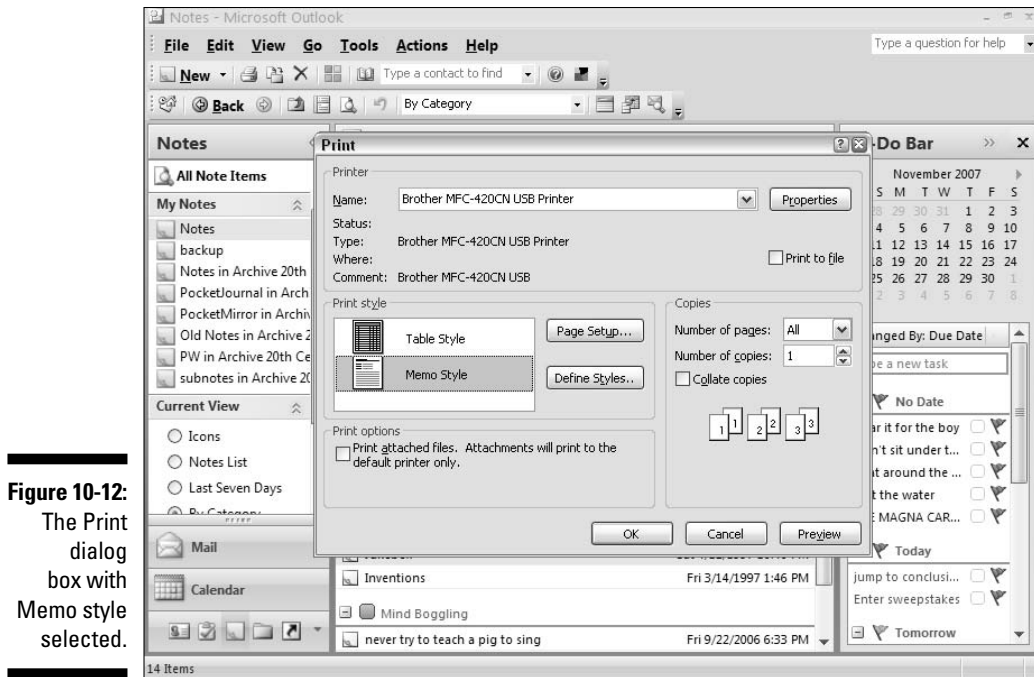 Notes - Microsoft Outlook
File Edit View Go Tools Actions Help
Type a question for help
New
Type a contact to find
Back
By Category
Notes
All Note Items
My Notes
Notes
backup
Notes in Archive 20th
PocketJournal in Arch
PocketMirror in Archiv
Old Notes in Archive 2
PW in Archive 20th Ce
subnotes in Archive 20
Current View
Icons
Notes List
Last Seven Days
By Category
Mail
Calendar
14 Items
Print
Printer
Name: Brother MFC-420CN USB Printer
Properties
Status:
Type: Brother MFC-420CN USB Printer
Where:
Print to file
Comment: Brother MFC-420CN USB
Print style
Table Style
Memo Style
Page Setup...
Define Styles..
Print options
Print attached files. Attachments will print to the
default printer only.
Copies
Number of pages: All
Number of copies: 1
Collate copies
1 1 2 2 3 3
OK Cancel Preview
Inventions Fri 3/14/1997 1:46 PM
Mind Boggling
never try to teach a pig to sing Fri 9/22/2006 6:33 PM
-Do Bar
November 2007
S M T W T F S
28 29 30 31 1 2 3
4 5 6 7 8 9 10
11 12 13 14 15 16 17
18 19 20 21 22 23 24
25 26 27 28 29 30 1
2 3 4 5 6 7 8
nged By: Due Date
pe a new task
No Date
ar it for the boy
n't sit under t...
t around the ...
t the water
E MAGNA CAR...
Today
jump to conclusi...
Enter sweepstakes
Tomorrow
Figure 10-12:
The Print
dialog
box with
Memo style
selected.